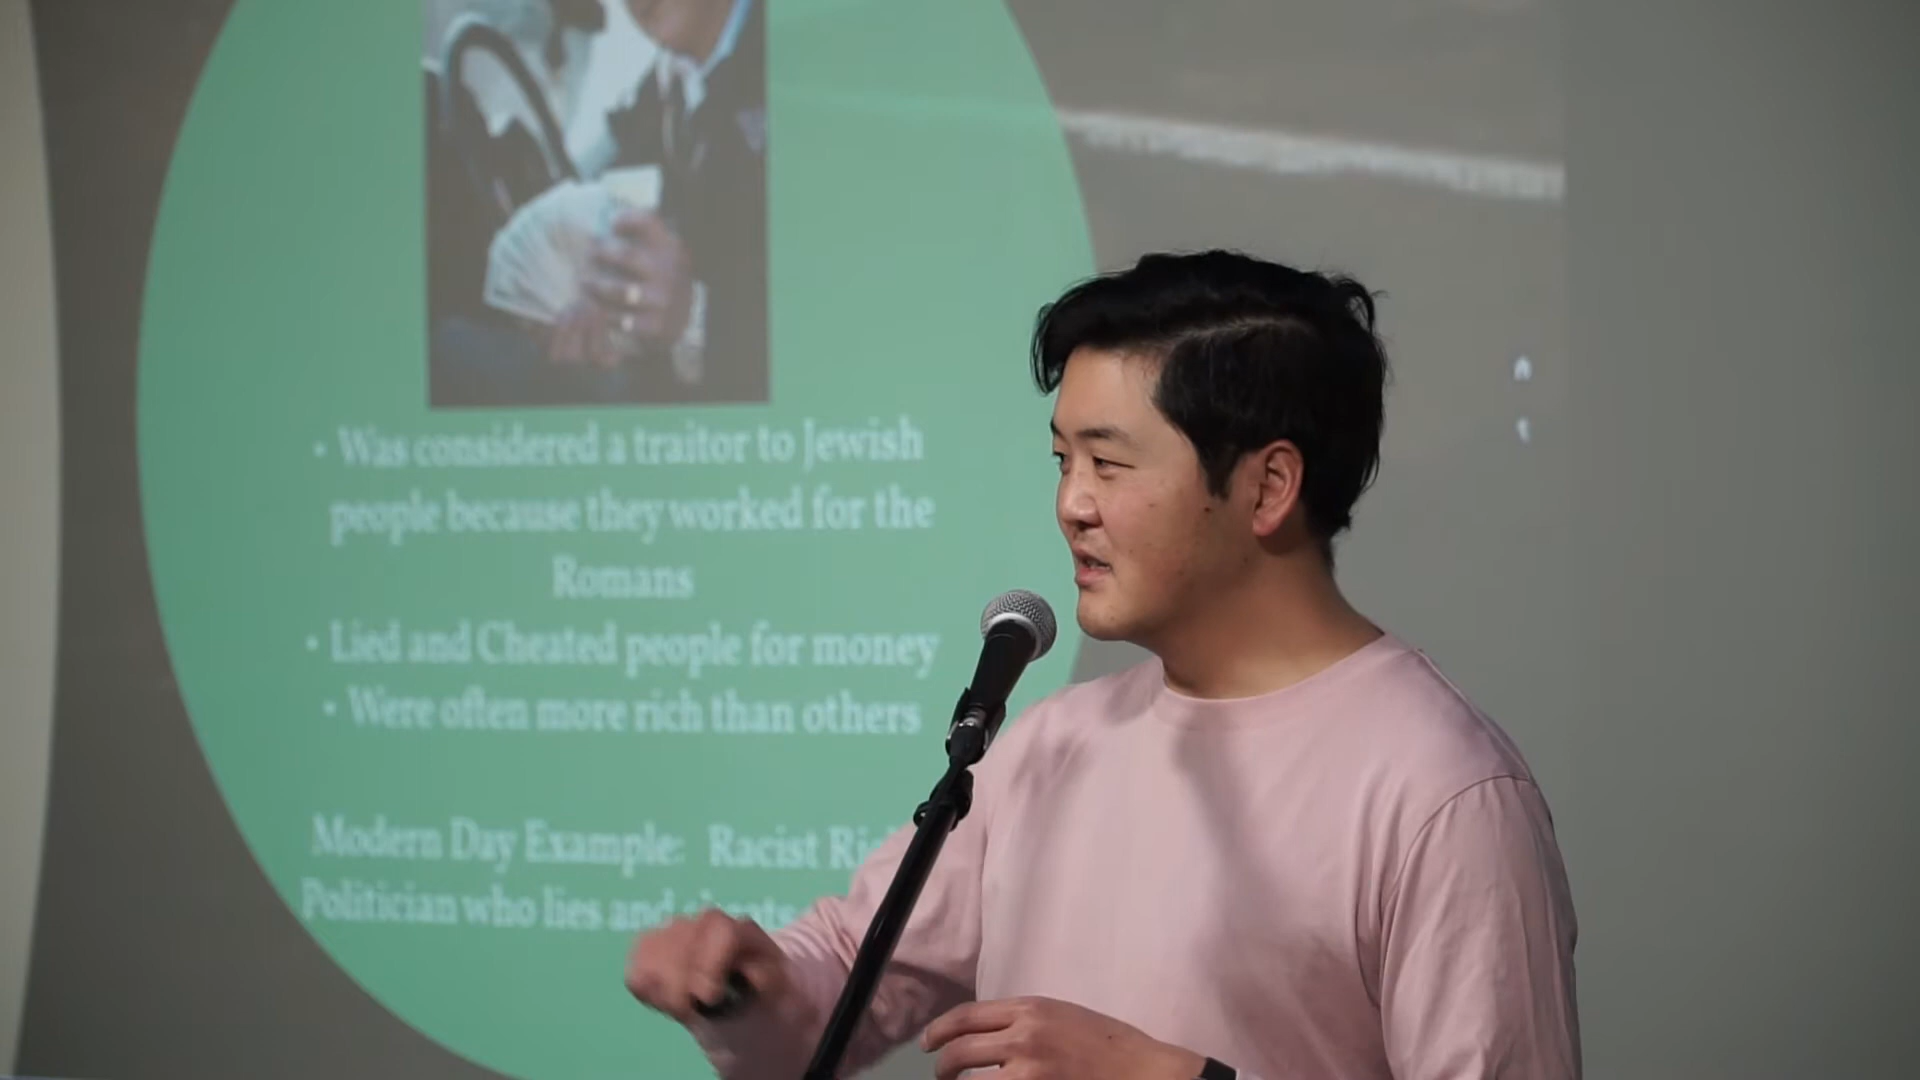 • Was considered a traitor to Jewish
people because they worked for the
Romans
• Lied and Cheated people for money
• Were often more rich than others
Modern Day Example: Racist
Politician who lies and cheats